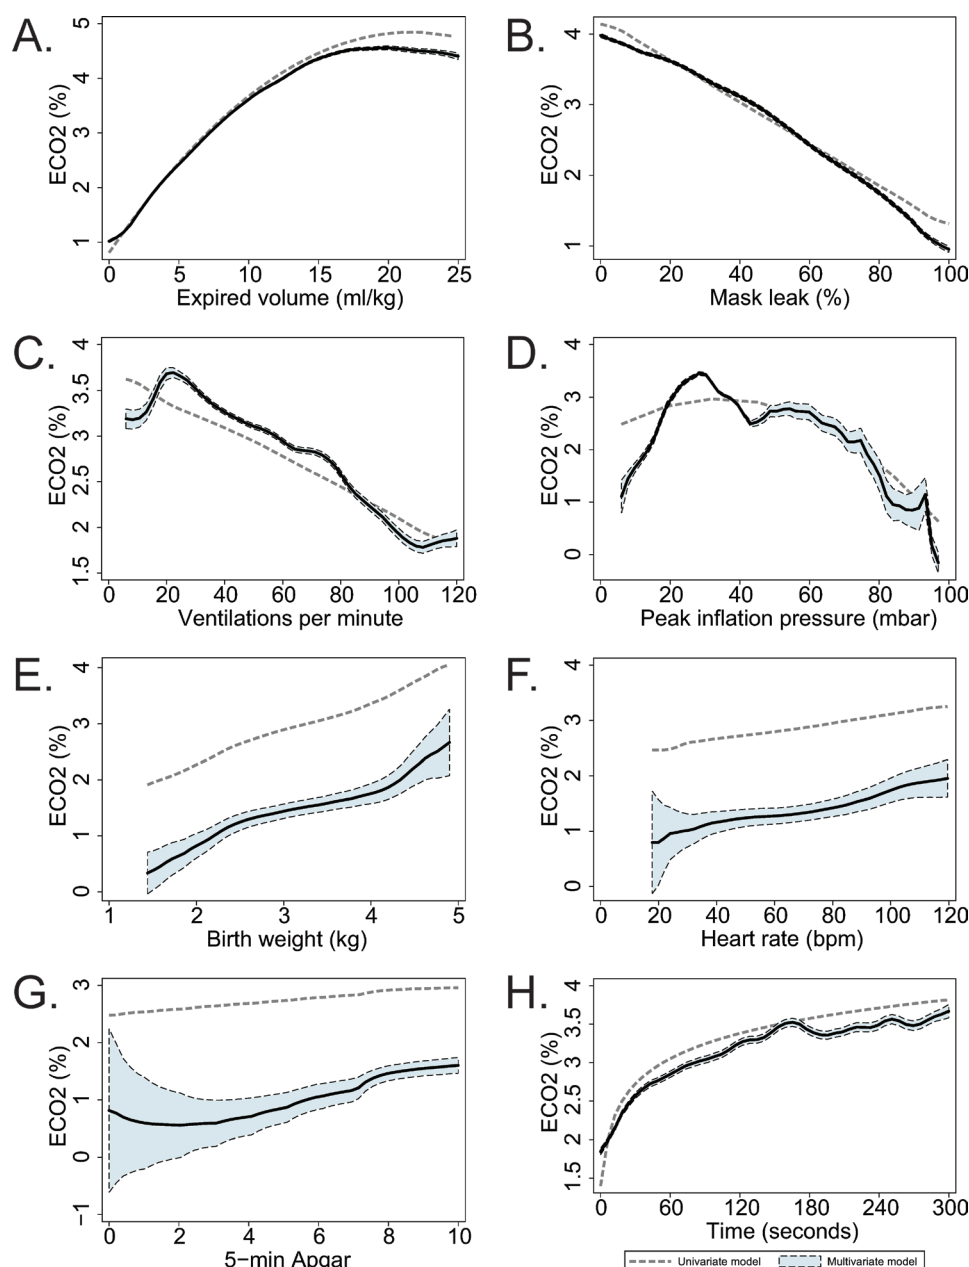 A.
ECO2 (%)
5
4
3
2
1
0 5 10 15 20 25
Expired volume (ml/kg)
B.
ECO2 (%)
4
3
2
1
0 20 40 60 80 100
Mask leak (%)
C.
ECO2 (%)
4
3.5
3
2.5
2
1.5
0 20 40 60 80 100 120
Ventilations per minute
D.
ECO2 (%)
4
3
2
1
0
0 20 40 60 80 100
Peak inflation pressure (mbar)
E.
ECO2 (%)
4
3
2
1
0
1 2 3 4 5
Birth weight (kg)
F.
ECO2 (%)
4
3
2
1
0
0 20 40 60 80 100 120
Heart rate (bpm)
G.
ECO2 (%)
3
2
1
0
−1
0 2 4 6 8 10
5−min Apgar
H.
ECO2 (%)
4
3.5
3
2.5
2
1.5
0 60 120 180 240 300
Time (seconds)
Univariate model Multivariate model